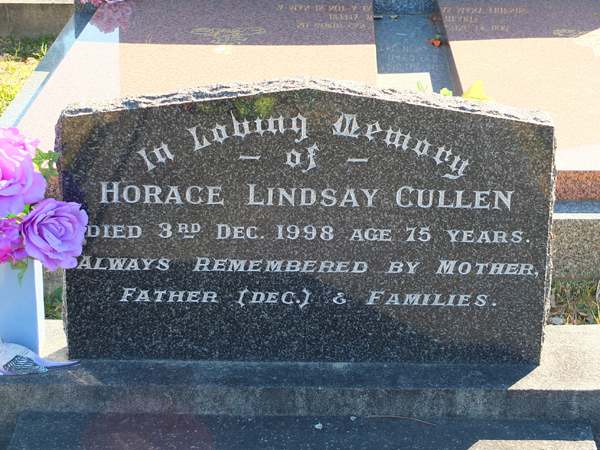 In Loving Memory
— of —
HORACE LINDSAY CULLEN
DIED 3RD DEC. 1998 AGE 75 YEARS.
ALWAYS REMEMBERED BY MOTHER,
FATHER (DEC.) & FAMILIES.